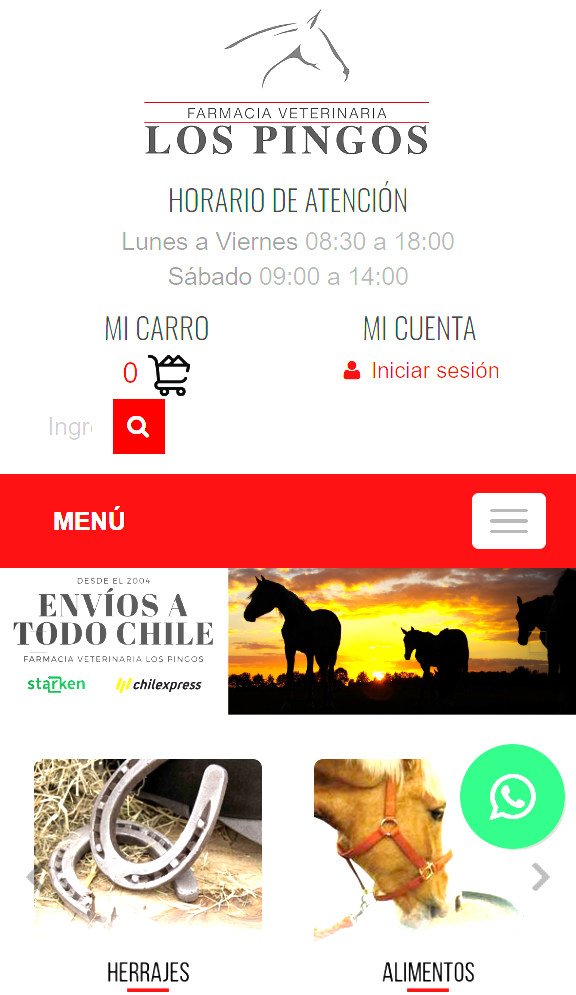 FARMACIA VETERINARIA
LOS PINGOS
HORARIO DE ATENCIÓN
Lunes a Viernes 08:30 a 18:00
Sábado 09:00 a 14:00
MI CARRO
MI CUENTA
0
Iniciar sesión
Ingre
MENÚ
DESDE EL 2004
ENVÍOS A
TODO CHILE
FARMACIA VETERINARIA LOS PINGOS
starken
chilexpress
HERRAJES
ALIMENTOS